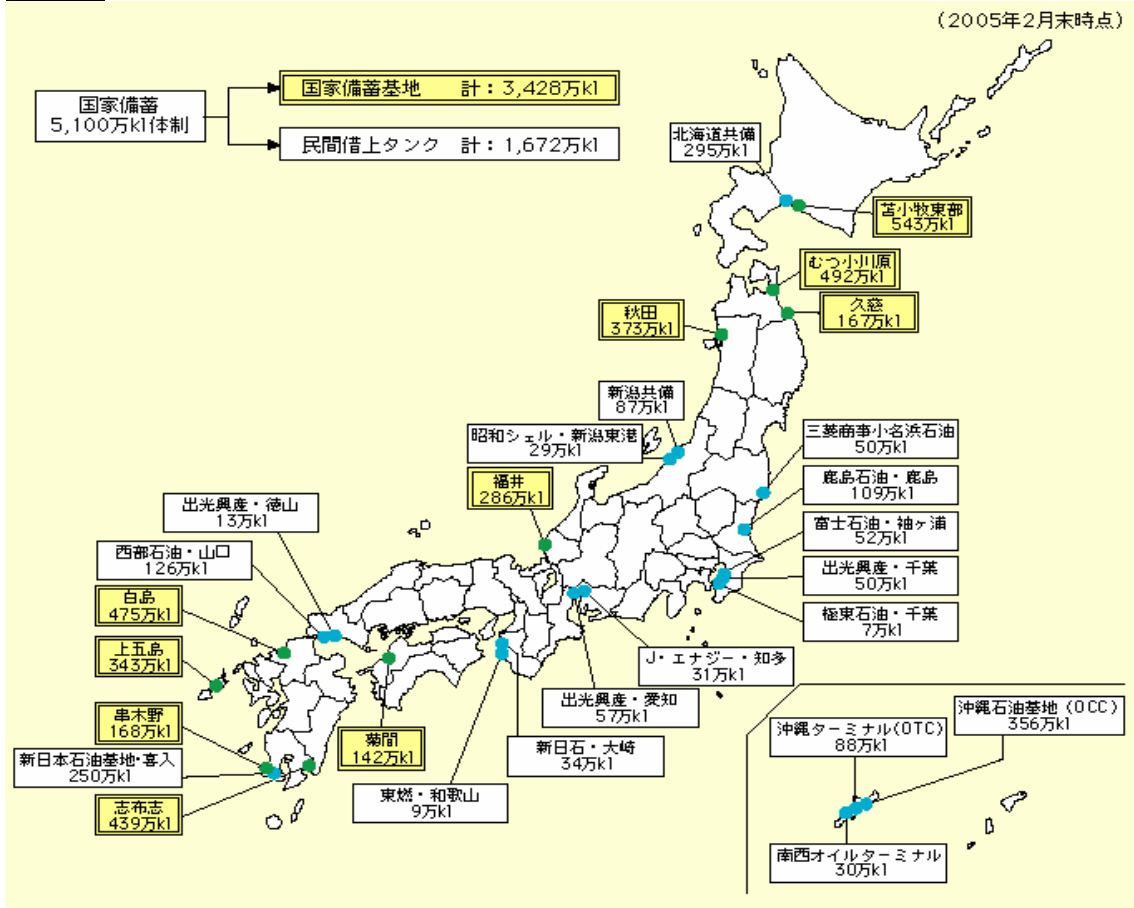 (2005年2月末時点)
国家備蓄
5,100万kl体制
国家備蓄基地 計：3,428万kl
民間借上タンク 計：1,672万kl
北海道共備
295万kl
苫小牧東部
543万kl
むつ小川原
492万kl
久慈
167万kl
秋田
373万kl
新潟共備
87万kl
昭和シェル・新潟東港
29万kl
三菱商事小名浜石油
50万kl
福井
286万kl
鹿島石油・鹿島
109万kl
出光興産・徳山
13万kl
富士石油・袖ヶ浦
52万kl
西部石油・山口
126万kl
出光興産・千葉
50万kl
白島
475万kl
極東石油・千葉
7万kl
上五島
343万kl
J・エナジー・知多
31万kl
出光興産・愛知
57万kl
串木野
168万kl
菊間
142万kl
新日石・大崎
34万kl
新日本石油基地・喜入
250万kl
東燃・和歌山
9万kl
志布志
439万kl
沖縄石油基地(OCC)
356万kl
沖縄ターミナル(OTC)
88万kl
南西オイルターミナル
30万kl